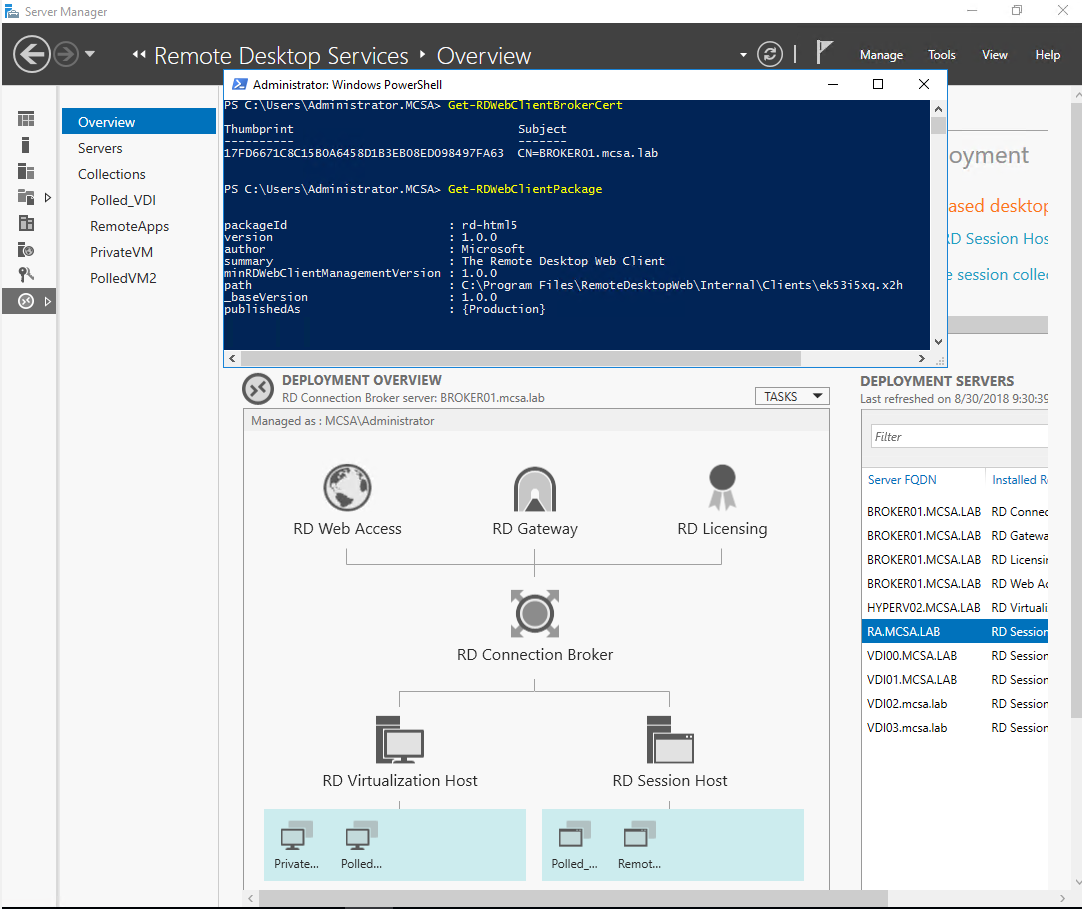 Server Manager
Remote Desktop Services
Overview
Manage
Tools
View
Help
Administrator: Windows PowerShell
PS C:\Users\Administrator.MCSA> Get-RDWebClientBrokerCert
Thumbprint Subject
---------- -------
17FD6671C8C15B0A6458D1B3EB08ED098497FA63 CN=BROKER01.mcsa.lab
PS C:\Users\Administrator.MCSA> Get-RDWebClientPackage
packageId : rd-html5
version : 1.0.0
author : Microsoft
summary : The Remote Desktop Web Client
minRDWebClientManagementVersion : 1.0.0
path : C:\Program Files\RemoteDesktopWeb\Internal\Clients\ek53i5xq.x2h
_baseVersion : 1.0.0
publishedAs : {Production}
Overview
Servers
Collections
Polled_VDI
RemoteApps
PrivateVM
PolledVM2
oyment
ased desktop
RD Session Hos
e session collec
DEPLOYMENT OVERVIEW
RD Connection Broker server: BROKER01.mcsa.lab
TASKS
Managed as : MCSA\Administrator
RD Web Access
RD Gateway
RD Licensing
RD Connection Broker
RD Virtualization Host
RD Session Host
Private...
Polled...
Polled_...
Remot...
DEPLOYMENT SERVERS
Last refreshed on 8/30/2018 9:30:39
Filter
Server FQDN Installed R
BROKER01.MCSA.LAB RD Connec
BROKER01.MCSA.LAB RD Gatewa
BROKER01.MCSA.LAB RD Licensin
BROKER01.MCSA.LAB RD Web Ac
HYPERV02.MCSA.LAB RD Virtuali
RA.MCSA.LAB RD Session
VDI00.MCSA.LAB RD Session
VDI01.MCSA.LAB RD Session
VDI02.mcsa.lab RD Session
VDI03.mcsa.lab RD Session